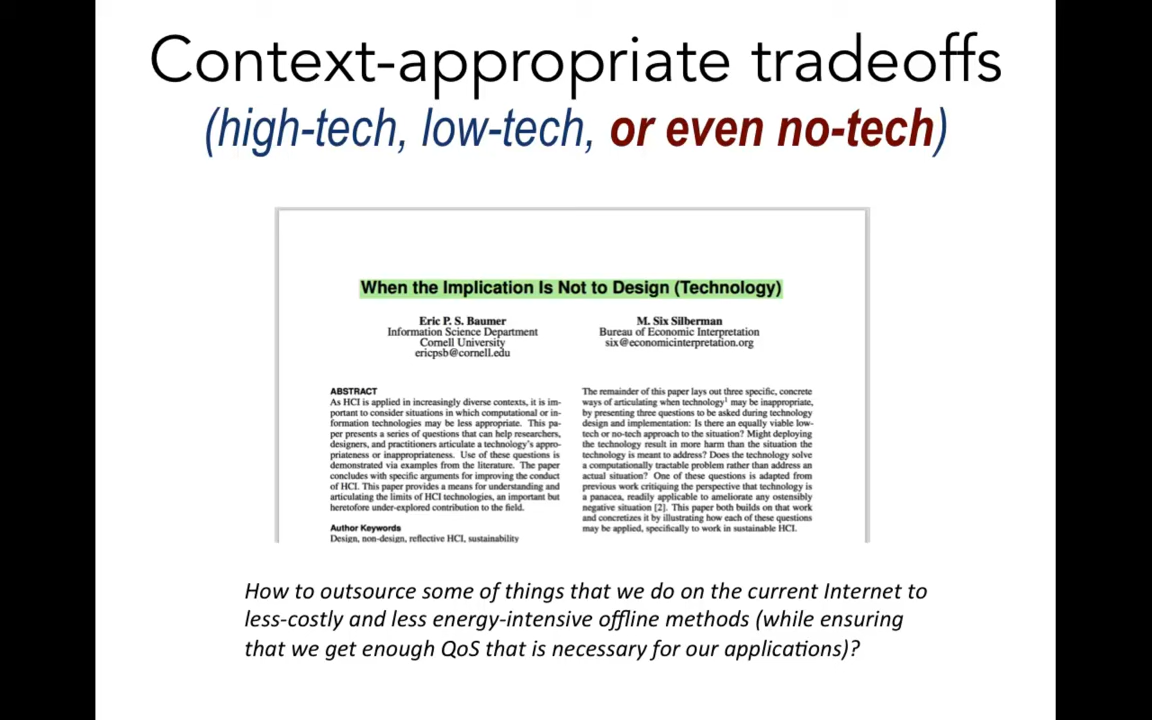 Context-appropriate tradeoffs
(high-tech, low-tech, or even no-tech)
When the Implication Is Not to Design (Technology)
Eric P. S. Baumer
Information Science Department
Cornell University
ericpsb@cornell.edu
M. Six Silberman
Bureau of Economic Interpretation
six@economicinterpretation.org
ABSTRACT
As HCI is applied in increasingly diverse contexts, it is im-
portant to consider situations in which computational or in-
formation technologies may be less appropriate. This pa-
per presents a series of questions that can help researchers,
designers, and practitioners articulate a technology's appro-
priateness or inappropriateness. Use of these questions is
demonstrated via examples from the literature. The paper
concludes with specific arguments for improving the conduct
of HCI. This paper provides a means for understanding and
articulating the limits of HCI technologies, an important but
heretofore under-explored contribution to the field.
Author Keywords
Design, non-design, reflective HCI, sustainability
The remainder of this paper lays out three specific, concrete
ways of articulating when technology¹ may be inappropriate,
by presenting three questions to be asked during technology
design and implementation: Is there an equally viable low-
tech or no-tech approach to the situation? Might deploying
the technology result in more harm than the situation the
technology is meant to address? Does the technology solve
a computationally tractable problem rather than address an
actual situation? One of these questions is adapted from
previous work critiquing the perspective that technology is
a panacea, readily applicable to ameliorate any ostensibly
negative situation [2]. This paper both builds on that work
and concretizes it by illustrating how each of these questions
may be applied, specifically to work in sustainable HCI.
How to outsource some of things that we do on the current Internet to
less-costly and less energy-intensive offline methods (while ensuring
that we get enough QoS that is necessary for our applications)?